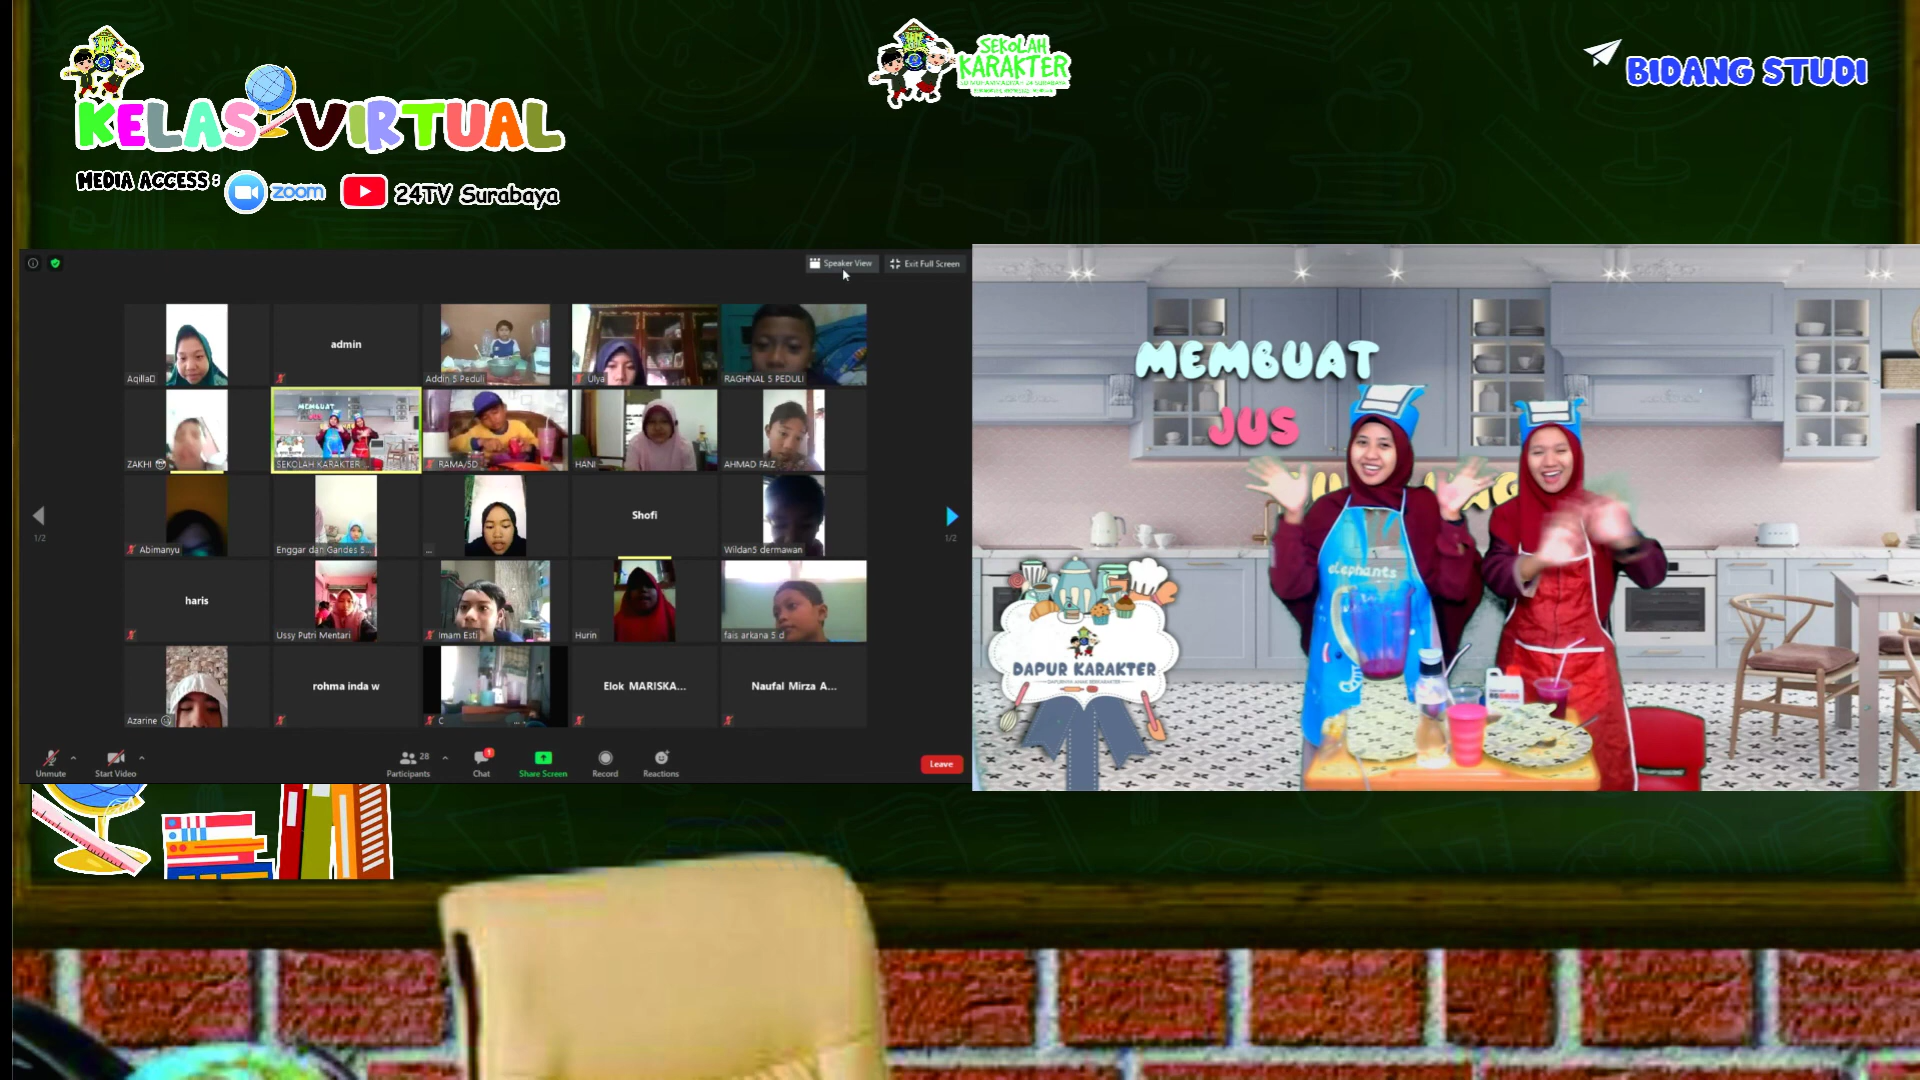 KELAS VIRTUAL
MEDIA ACCESS :
zoom
24TV Surabaya
SEKOLAH
KARAKTER
BIDANG STUDI
Speaker View
Exit Full Screen
AqillaD
admin
Addin 5 Peduli
Ulya
RAGHNAL 5 PEDULI
ZAKHI
SEKOLAH KARAKTER
RAMA/5D
HANI
AHMAD FAIZ
Abimanyu
Enggar dan Gandes 5...
...
Shofi
Wildan5 dermawan
haris
Ussy Putri Mentari
Imam Esti
Hurin
fais arkana 5 d
Azarine
rohma inda w
C
Elok MARISKA...
Naufal Mirza A...
1/2
1/2
Unmute
Start Video
Participants
28
Chat
1
Share Screen
Record
Reactions
Leave
MEMBUAT
JUS
elephants
DAPUR KARAKTER